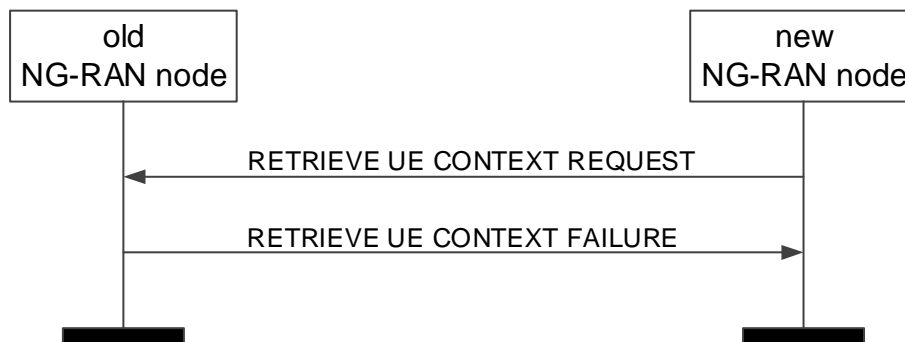 old
NG-RAN node
new
NG-RAN node
RETRIEVE UE CONTEXT REQUEST
RETRIEVE UE CONTEXT FAILURE